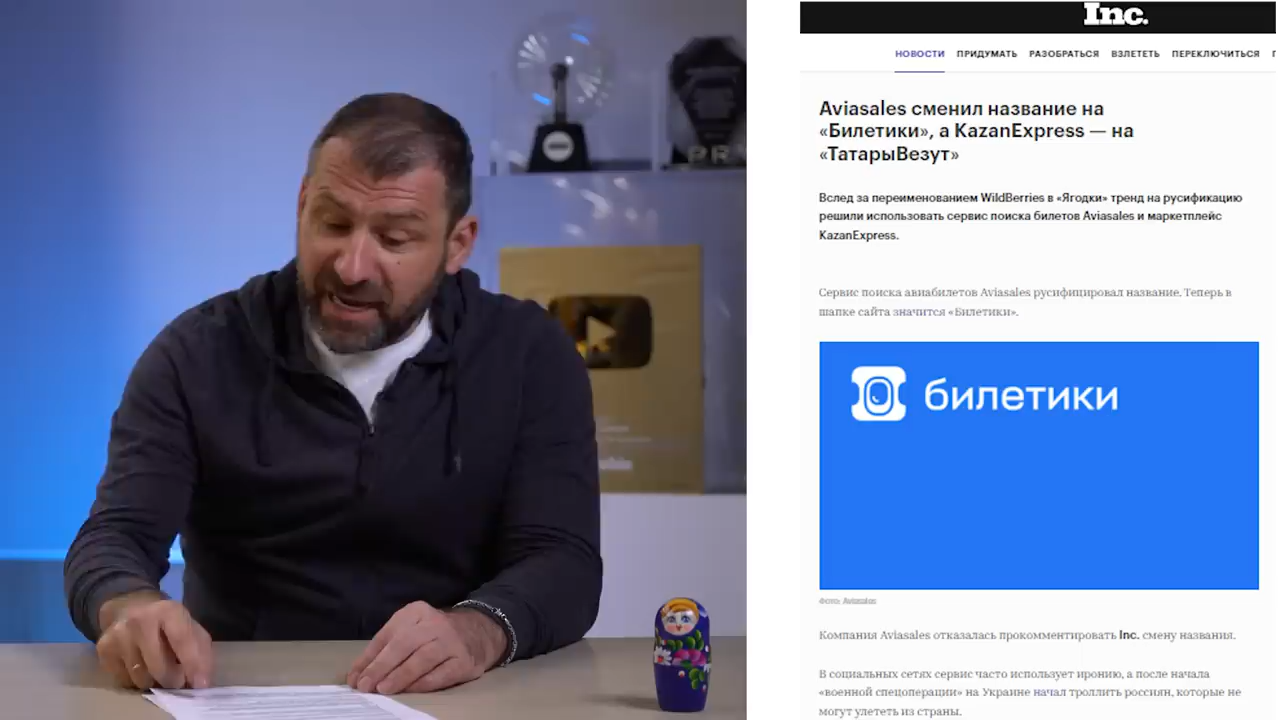 Inc.
НОВОСТИ ПРИДУМАТЬ РАЗОБРАТЬСЯ ВЗЛЕТЕТЬ ПЕРЕКЛЮЧИТЬСЯ
Aviasales сменил название на
«Билетики», а KazanExpress — на
«ТатарыВезут»
Вслед за переименованием WildBerries в «Ягодки» тренд на русификацию
решили использовать сервис поиска билетов Aviasales и маркетплейс
KazanExpress.
Сервис поиска авиабилетов Aviasales русифицировал название. Теперь в
шапке сайта значится «Билетики».
билетики
Фото: Aviasales
Компания Aviasales отказалась прокомментировать Inc. смену названия.
В социальных сетях сервис часто использует иронию, а после начала
«военной спецоперации» на Украине начал троллить россиян, которые не
могут улететь из страны.